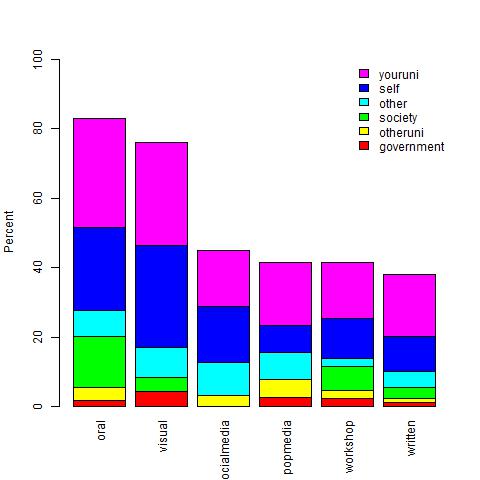 100
80
60
40
20
0
Percent
youruni
self
other
society
otheruni
government
oral
visual
ocialmedia
popmedia
workshop
written